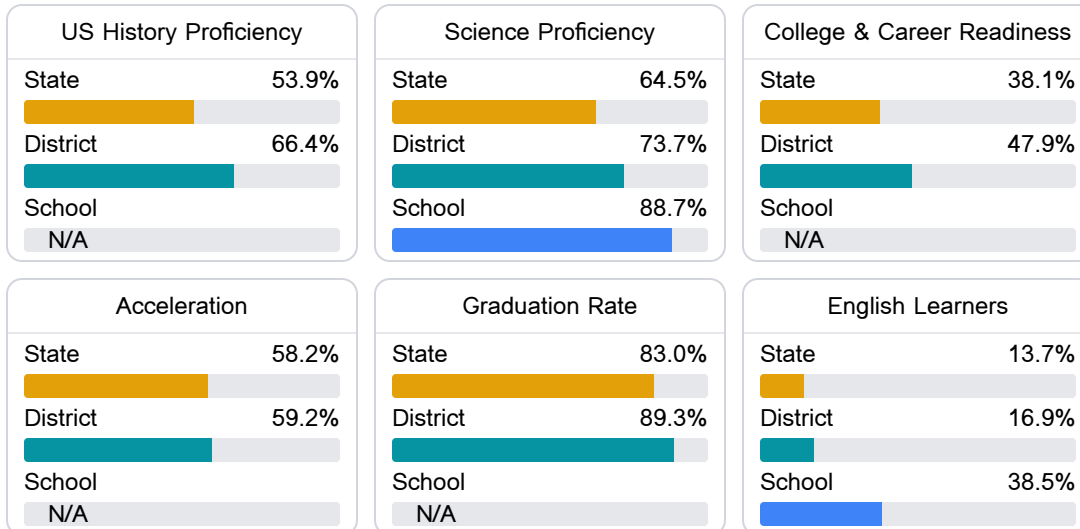 US History Proficiency
State 53.9%
District 66.4%
School
N/A
Science Proficiency
State 64.5%
District 73.7%
School 88.7%
College & Career Readiness
State 38.1%
District 47.9%
School
N/A
Acceleration
State 58.2%
District 59.2%
School
N/A
Graduation Rate
State 83.0%
District 89.3%
School
N/A
English Learners
State 13.7%
District 16.9%
School 38.5%